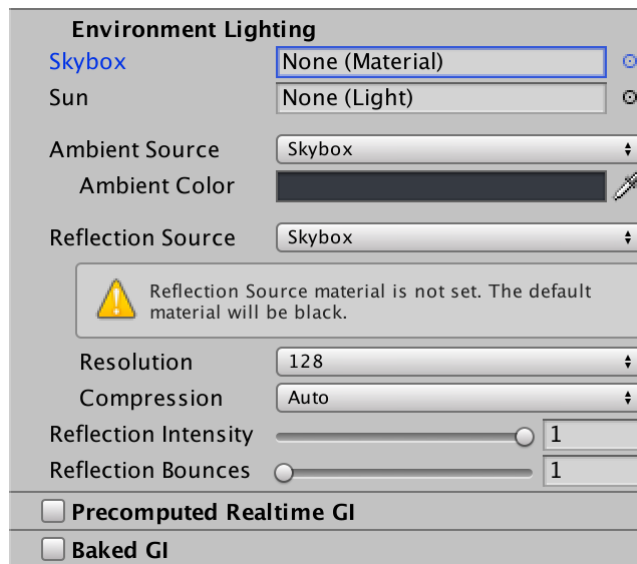 Environment Lighting
Skybox None (Material)
Sun None (Light)
Ambient Source Skybox
Ambient Color
Reflection Source Skybox
Reflection Source material is not set. The default
material will be black.
Resolution 128
Compression Auto
Reflection Intensity 1
Reflection Bounces 1
Precomputed Realtime GI
Baked GI